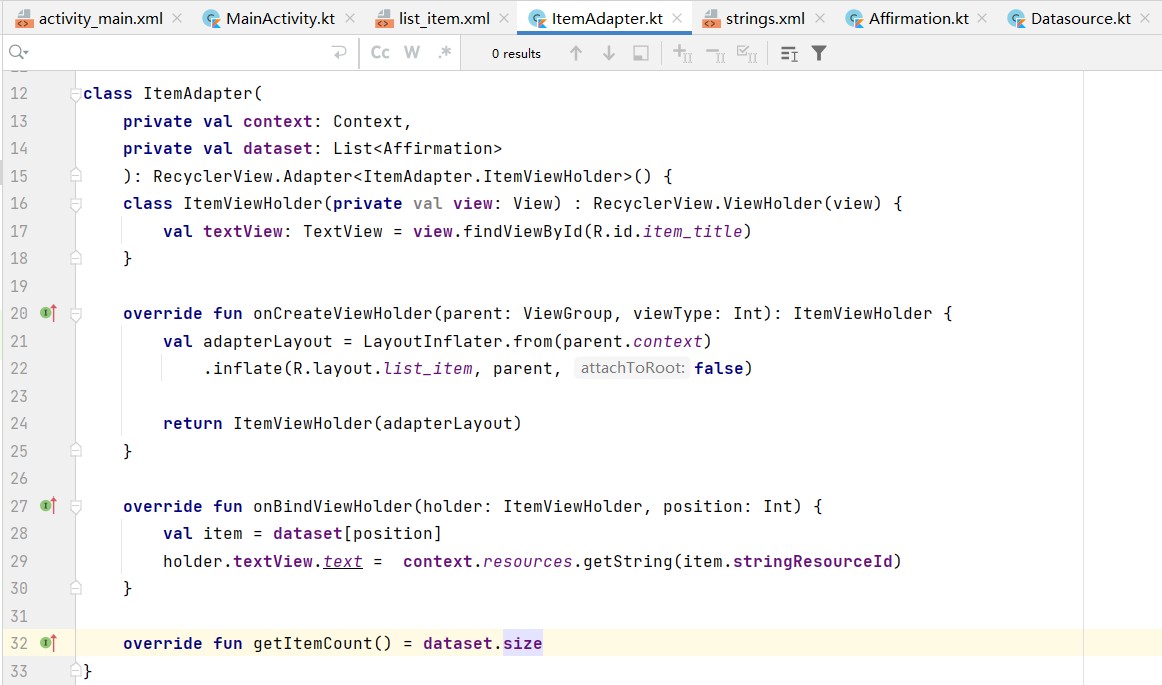 activity_main.xml MainActivity.kt list_item.xml ItemAdapter.kt strings.xml Affirmation.kt Datasource.kt
Cc W .* 0 results
12 class ItemAdapter(
13 private val context: Context,
14 private val dataset: List<Affirmation>
15 ): RecyclerView.Adapter<ItemAdapter.ItemViewHolder>() {
16 class ItemViewHolder(private val view: View) : RecyclerView.ViewHolder(view) {
17 val textView: TextView = view.findViewById(R.id.item_title)
18 }
19
20 override fun onCreateViewHolder(parent: ViewGroup, viewType: Int): ItemViewHolder {
21 val adapterLayout = LayoutInflater.from(parent.context)
22 .inflate(R.layout.list_item, parent, attachToRoot: false)
23
24 return ItemViewHolder(adapterLayout)
25 }
26
27 override fun onBindViewHolder(holder: ItemViewHolder, position: Int) {
28 val item = dataset[position]
29 holder.textView.text = context.resources.getString(item.stringResourceId)
30 }
31
32 override fun getItemCount() = dataset.size
33 }